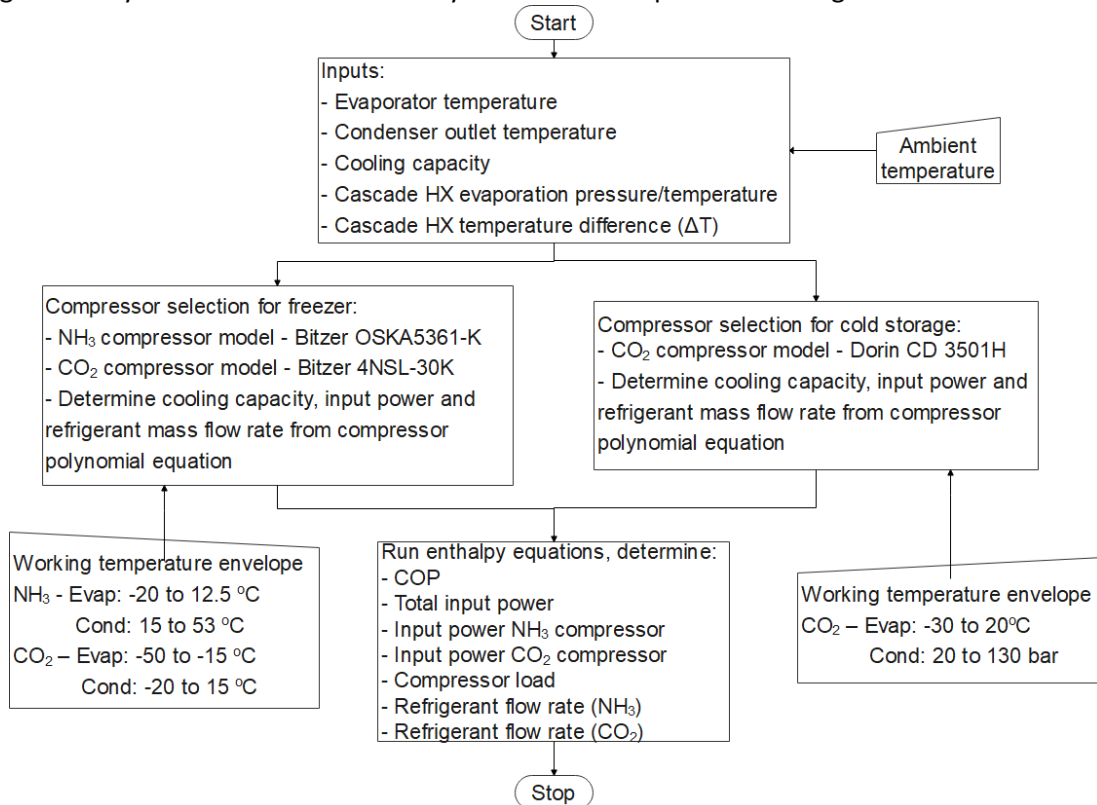 Start
Inputs:
- Evaporator temperature
- Condenser outlet temperature
- Cooling capacity
- Cascade HX evaporation pressure/temperature
- Cascade HX temperature difference (ΔT)
Ambient
temperature
Compressor selection for freezer:
- NH₃ compressor model - Bitzer OSKA5361-K
- CO₂ compressor model - Bitzer 4NSL-30K
- Determine cooling capacity, input power and
refrigerant mass flow rate from compressor
polynomial equation
Compressor selection for cold storage:
- CO₂ compressor model - Dorin CD 3501H
- Determine cooling capacity, input power and
refrigerant mass flow rate from compressor
polynomial equation
Working temperature envelope
NH₃ - Evap: -20 to 12.5 ºC
Cond: 15 to 53 ºC
CO₂ – Evap: -50 to -15 ºC
Cond: -20 to 15 ºC
Run enthalpy equations, determine:
- COP
- Total input power
- Input power NH₃ compressor
- Input power CO₂ compressor
- Compressor load
- Refrigerant flow rate (NH₃)
- Refrigerant flow rate (CO₂)
Working temperature envelope
CO₂ – Evap: -30 to 20ºC
Cond: 20 to 130 bar
Stop